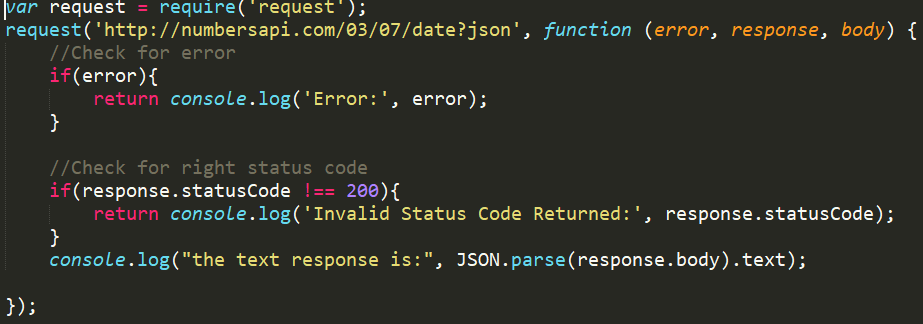 var request = require('request');
request('http://numbersapi.com/03/07/date?json', function (error, response, body) {
    //Check for error
    if(error){
        return console.log('Error:', error);
    }

    //Check for right status code
    if(response.statusCode !== 200){
        return console.log('Invalid Status Code Returned:', response.statusCode);
    }
    console.log("the text response is:", JSON.parse(response.body).text);

});